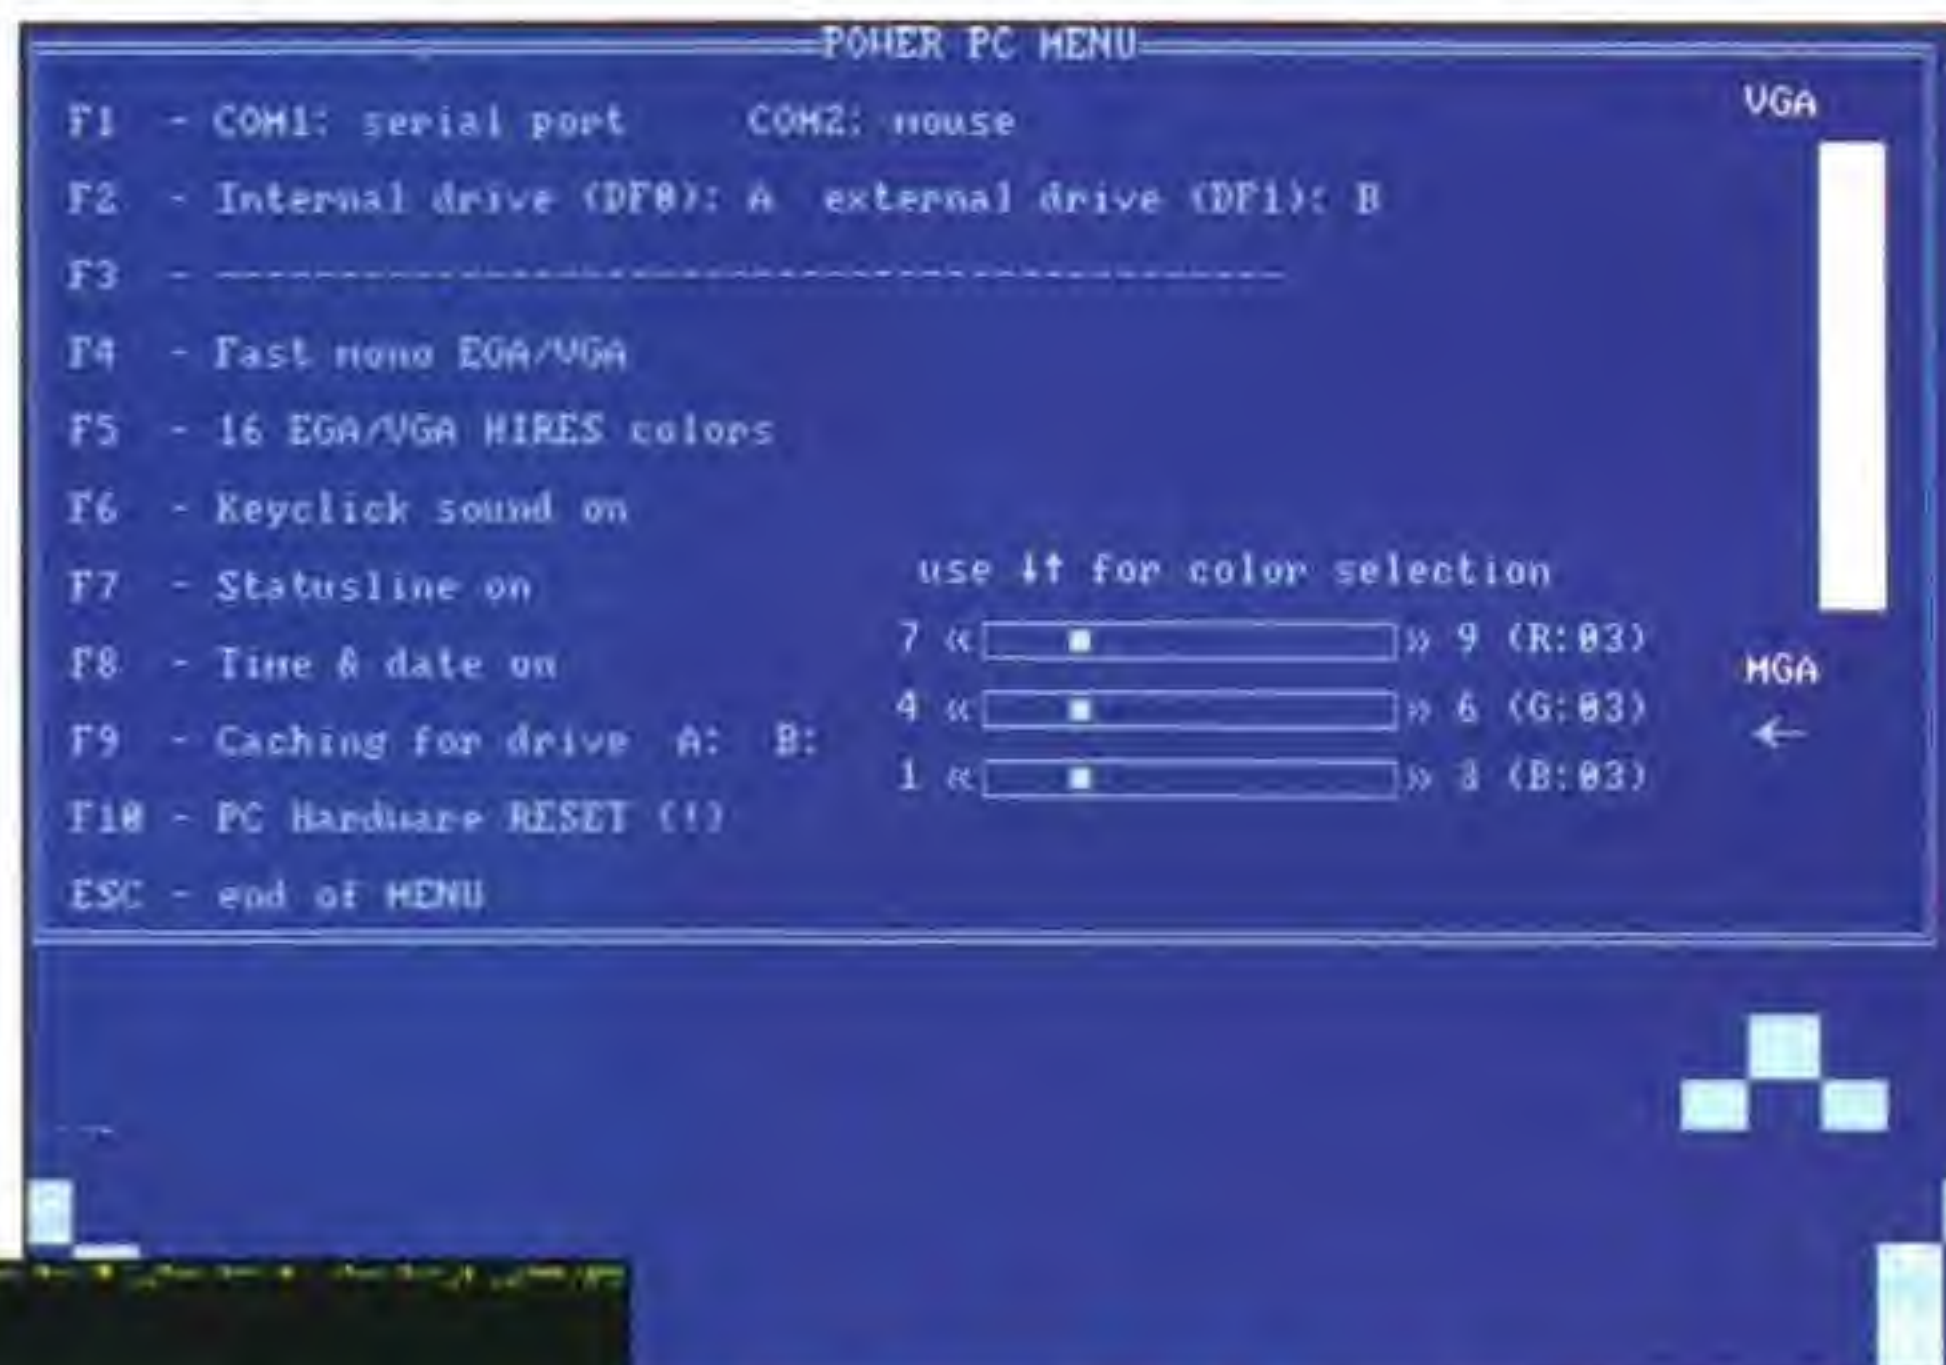 POWER PC MENU
VGA
F1 - COM1: serial port COM2: mouse
F2 - Internal drive (DF0): A external drive (DF1): B
F3 - --------------------------------------------
F4 - Fast mono EGA/VGA
F5 - 16 EGA/VGA HIRES colors
F6 - Keyclick sound on
F7 - Statusline on
use ↓↑ for color selection
7 « » 9 (R:03)
F8 - Time & date on
MGA
4 « » 6 (G:03)
←
F9 - Caching for drive A: B:
1 « » 3 (B:03)
F10 - PC Hardware RESET (!)
ESC - end of MENU